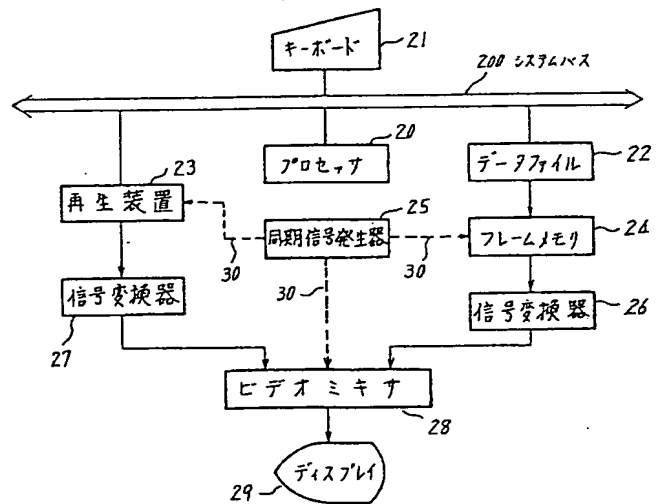 キーボード
21
200 システムバス
20
プロセッサ
データファイル
22
23
再生装置
25
同期信号発生器
30
30
フレームメモリ
24
30
信号変換器
27
信号変換器
26
ビデオミキサ
28
ディスプレイ
29